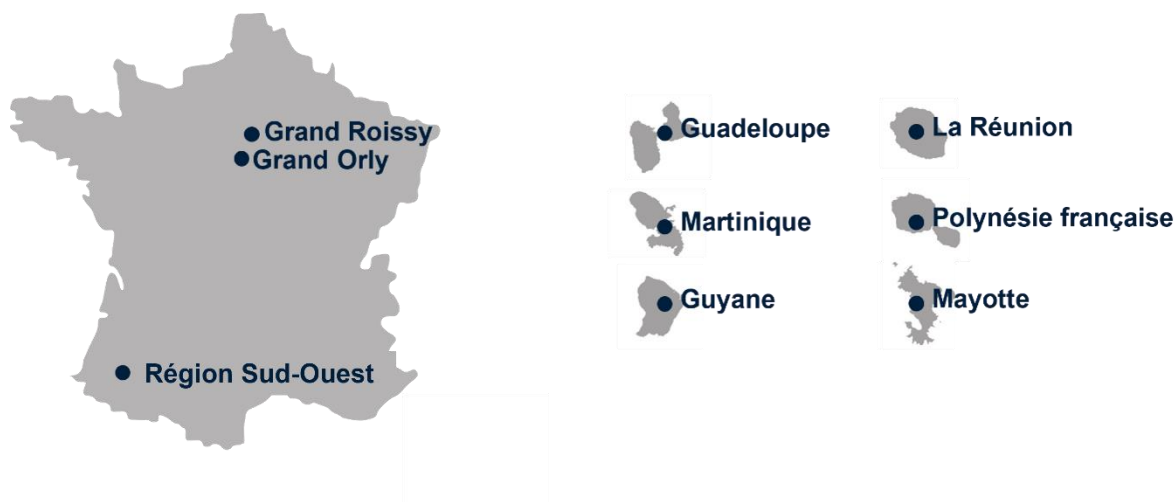 Grand Roissy
Grand Orly
Région Sud-Ouest
Guadeloupe
Martinique
Guyane
La Réunion
Polynésie française
Mayotte